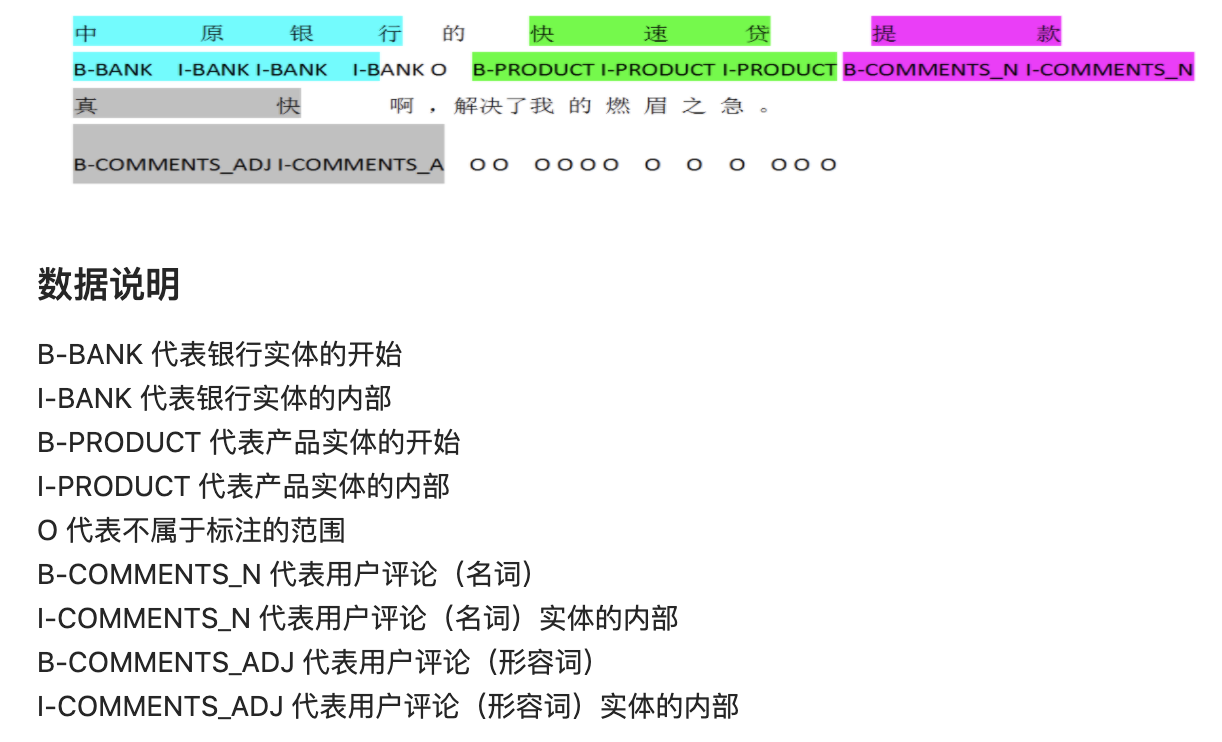 中 原 银 行 的 快 速 贷 提 款
B-BANK I-BANK I-BANK I-BANK O B-PRODUCT I-PRODUCT I-PRODUCT B-COMMENTS_N I-COMMENTS_N
真 快 啊 ，解决了我 的 燃 眉 之 急 。
B-COMMENTS_ADJ I-COMMENTS_A O O O O O O O O O O O O
数据说明
B-BANK 代表银行实体的开始
I-BANK 代表银行实体的内部
B-PRODUCT 代表产品实体的开始
I-PRODUCT 代表产品实体的内部
O 代表不属于标注的范围
B-COMMENTS_N 代表用户评论（名词）
I-COMMENTS_N 代表用户评论（名词）实体的内部
B-COMMENTS_ADJ 代表用户评论（形容词）
I-COMMENTS_ADJ 代表用户评论（形容词）实体的内部